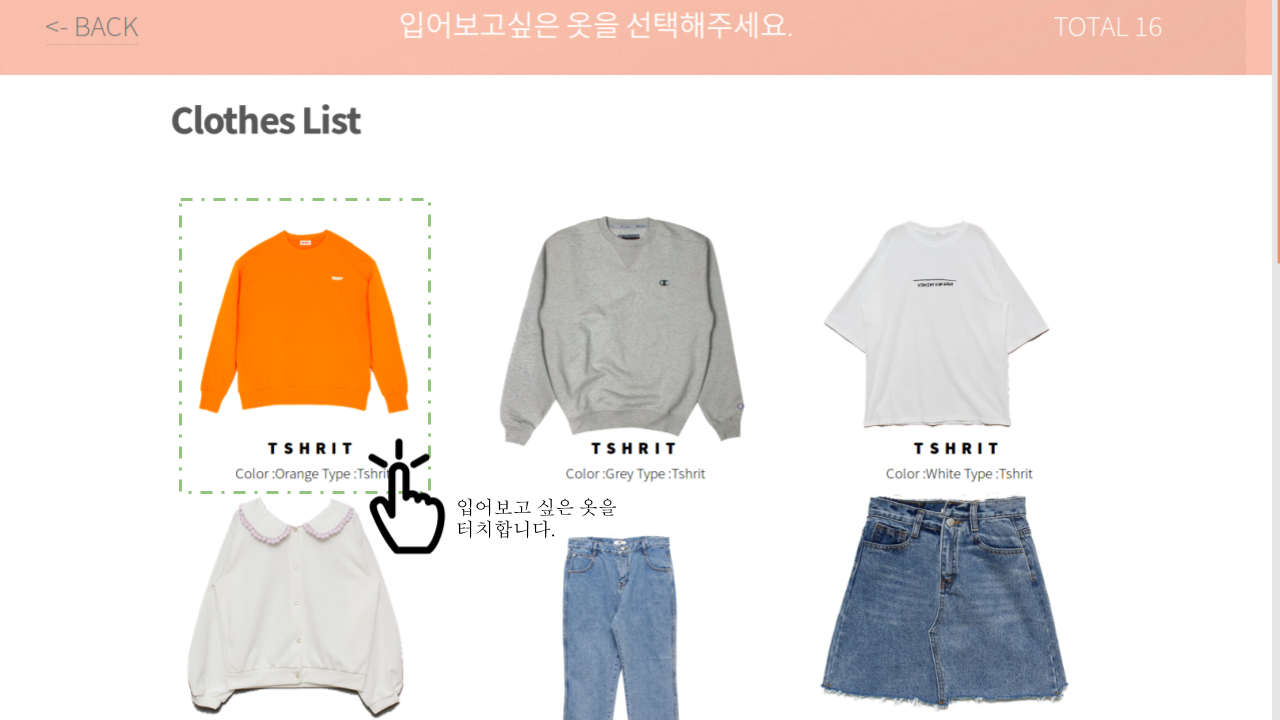 <- BACK
입어보고싶은 옷을 선택해주세요.
TOTAL 16
Clothes List
TSHRIT
Color :Orange Type :Tshrit
TSHRIT
Color :Grey Type :Tshrit
TSHRIT
Color :White Type :Tshrit
입어보고 싶은 옷을
터치합니다.